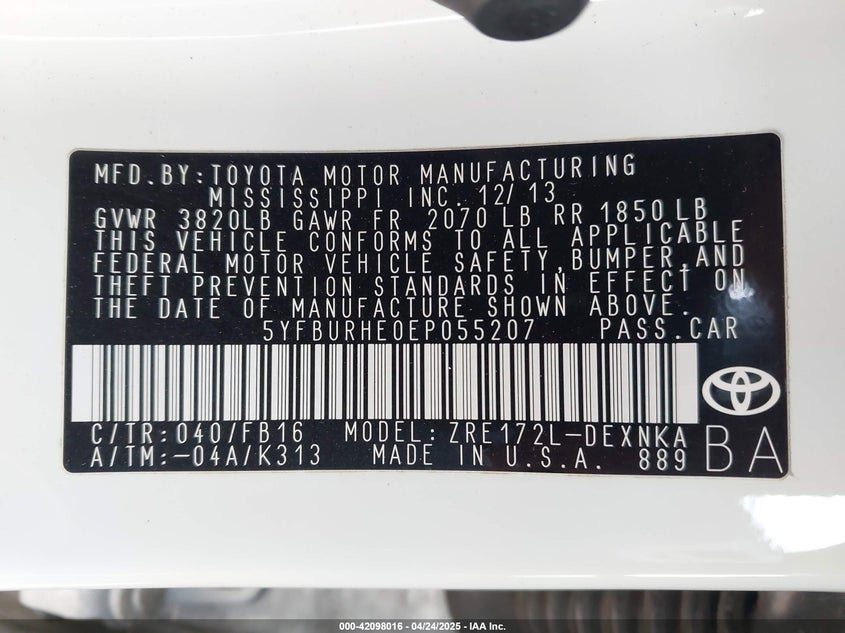 MFD.BY:TOYOTA MOTOR MANUFACTURING
MISSISSIPPI INC. 12/13
GVWR 3820LB GAWR FR 2070LB RR 1850LB
THIS VEHICLE CONFORMS TO ALL APPLICABLE
FEDERAL MOTOR VEHICLE SAFETY,BUMPER,AND
THEFT PREVENTION STANDARDS IN EFFECT ON
THE DATE OF MANUFACTURE SHOWN ABOVE.
5YFBURHE0EP055207 PASS.CAR
C/TR:040/FB16 MODEL:ZRE172L-DEXNKA
A/TM:-04A/K313 MADE IN U.S.A. 889 BA
000-42098016 - 04/24/2025 - IAA Inc.